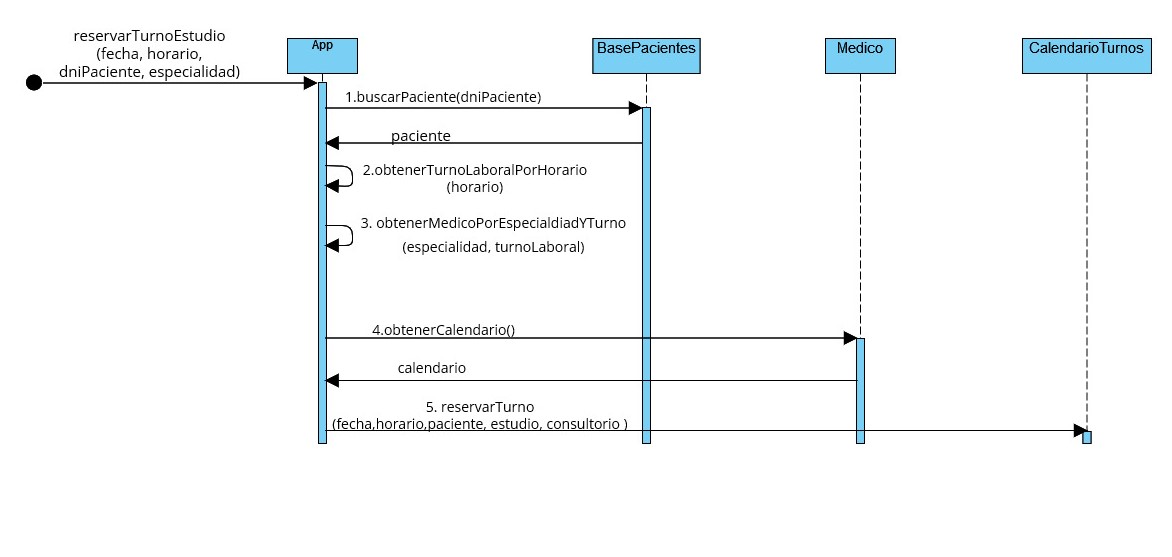 reservarTurnoEstudio
(fecha, horario,
dniPaciente, especialidad)
App
BasePacientes
Medico
CalendarioTurnos
1.buscarPaciente(dniPaciente)
paciente
2.obtenerTurnoLaboralPorHorario
(horario)
3. obtenerMedicoPorEspecialdiadYTurno
(especialidad, turnoLaboral)
4.obtenerCalendario()
calendario
5. reservarTurno
(fecha,horario,paciente, estudio, consultorio )